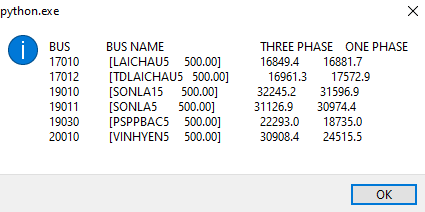 python.exe
BUS BUS NAME THREE PHASE ONE PHASE
17010 [LAICHAU5 500.00] 16849.4 16881.7
17012 [TDLAICHAU5 500.00] 16961.3 17572.9
19010 [SONLA15 500.00] 32245.2 31596.9
19011 [SONLA5 500.00] 31126.9 30974.4
19030 [PSPPBAC5 500.00] 22293.0 18735.0
20010 [VINHYEN5 500.00] 30908.4 24515.5
OK